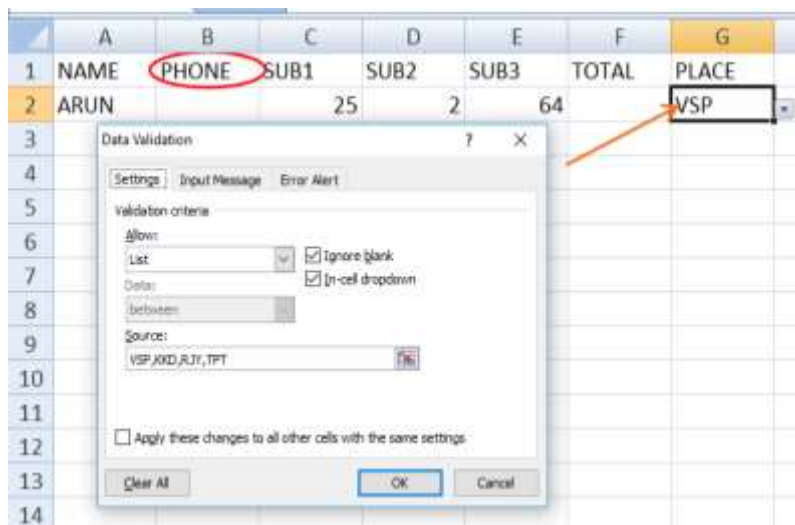 A B C D E F G
1 NAME PHONE SUB1 SUB2 SUB3 TOTAL PLACE
2 ARUN 25 2 64 VSP
3
Data Validation ? ×
4
Settings Input Message Error Alert
5
Validation criteria
6
Allow:
List Ignore blank
7
In-cell dropdown
Data:
8
between
9
Source:
VSP,KKD,RJY,TPT
10
11
12
Apply these changes to all other cells with the same settings
13
Clear All OK Cancel
14